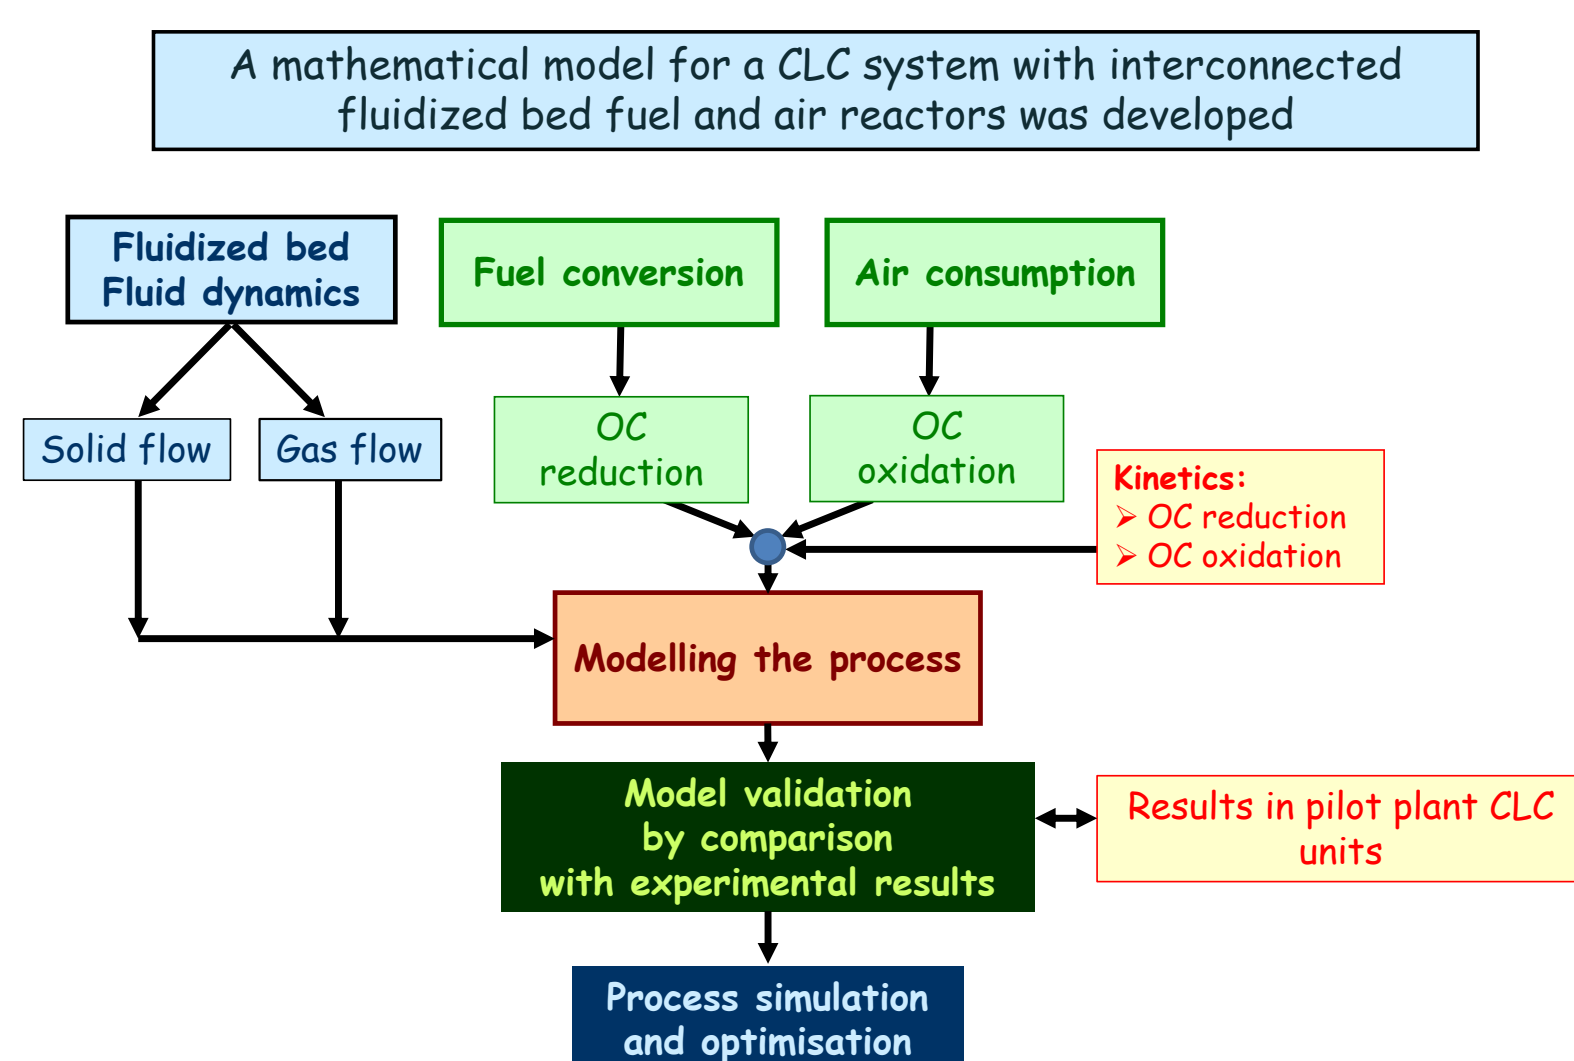 A mathematical model for a CLC system with interconnected
fluidized bed fuel and air reactors was developed
Fluidized bed
Fluid dynamics
Fuel conversion
Air consumption
Solid flow
Gas flow
OC
reduction
OC
oxidation
Kinetics:
➢ OC reduction
➢ OC oxidation
Modelling the process
Model validation
by comparison
with experimental results
Results in pilot plant CLC
units
Process simulation
and optimisation